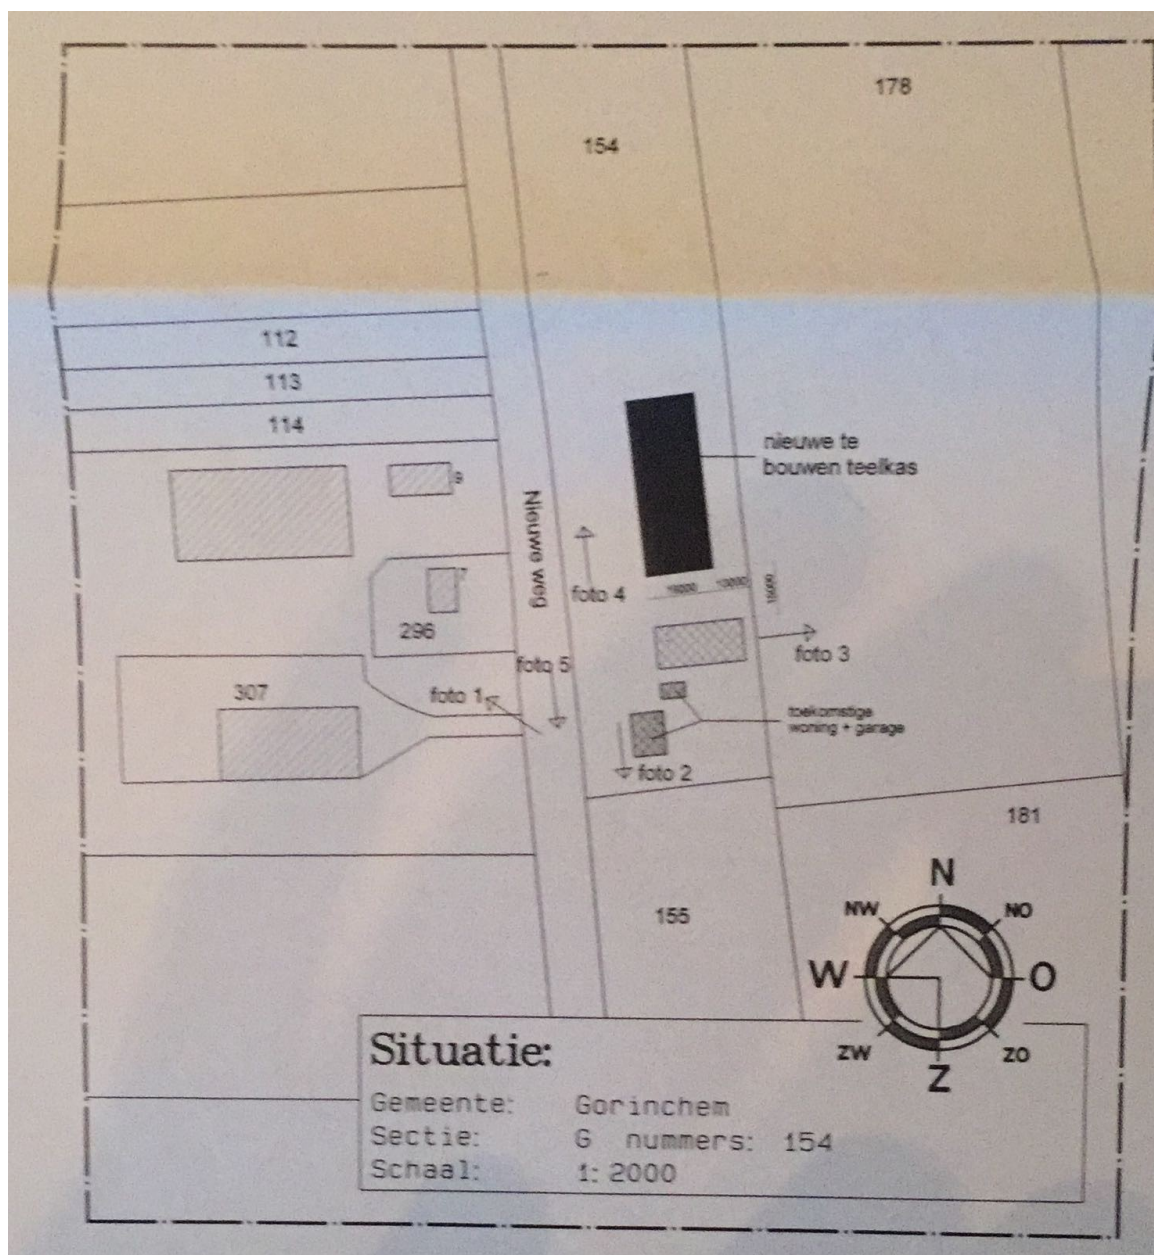 178
154
112
113
114
nieuwe te
bouwen teelkas
9
Nieuwe weg
7
foto 4
10000
15000
296
foto 3
foto 5
307
foto 1
toekomstige
woning + garage
foto 2
181
N
NW
NO
155
W
O
ZW
ZO
Z
Situatie:
Gemeente: Gorinchem
Sectie: G nummers: 154
Schaal: 1: 2000